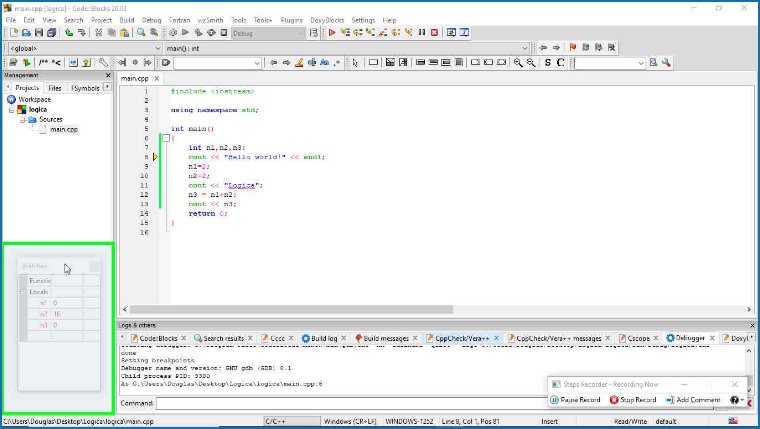 main.cpp [logica] - Code::Blocks 20.03
File Edit View Search Project Build Debug Fortran wxSmith Tools Tools+ Plugins DoxyBlocks Settings Help
Debug
<global>
main() : int
/** *<
Management
Projects Files FSymbols
Workspace
logica
Sources
main.cpp
main.cpp
1 #include <iostream>
2
3 using namespace std;
4
5 int main()
6 {
7 int n1,n2,n3;
8 cout << "Hello world!" << endl;
9 n1=2;
10 n2=2;
11 cout << "Logica";
12 n3 = n1+n2;
13 cout << n3;
14 return 0;
15 }
16
Watches
Functic
Locals
n1 0
n2 16
n3 0
Logs & others
Code::Blocks Search results Cccc Build log Build messages CppCheck/Vera++ CppCheck/Vera++ messages Cscope Debugger Doxyl
done
Setting breakpoints
Debugger name and version: GNU gdb (GDB) 8.1
Child process PID: 9300
At C:\Users\Douglas\Desktop\Logica\logica\main.cpp:8
Command:
Steps Recorder - Recording Now
Pause Record Stop Record Add Comment
C:\Users\Douglas\Desktop\Logica\logica\main.cpp C/C++ Windows (CR+LF) WINDOWS-1252 Line 8, Col 1, Pos 81 Insert Read/Write default